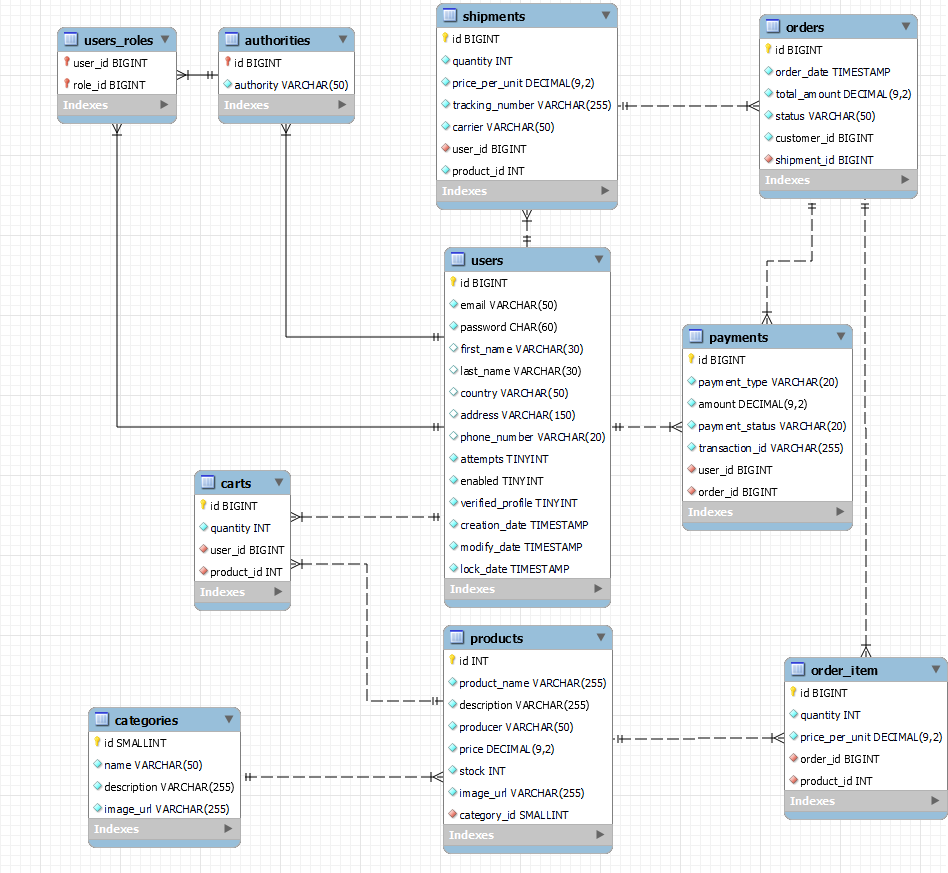 users_roles
user_id BIGINT
role_id BIGINT
Indexes
authorities
id BIGINT
authority VARCHAR(50)
Indexes
shipments
id BIGINT
quantity INT
price_per_unit DECIMAL(9,2)
tracking_number VARCHAR(255)
carrier VARCHAR(50)
user_id BIGINT
product_id INT
Indexes
orders
id BIGINT
order_date TIMESTAMP
total_amount DECIMAL(9,2)
status VARCHAR(50)
customer_id BIGINT
shipment_id BIGINT
Indexes
users
id BIGINT
email VARCHAR(50)
password CHAR(60)
first_name VARCHAR(30)
last_name VARCHAR(30)
country VARCHAR(50)
address VARCHAR(150)
phone_number VARCHAR(20)
attempts TINYINT
enabled TINYINT
verified_profile TINYINT
creation_date TIMESTAMP
modify_date TIMESTAMP
lock_date TIMESTAMP
Indexes
payments
id BIGINT
payment_type VARCHAR(20)
amount DECIMAL(9,2)
payment_status VARCHAR(20)
transaction_id VARCHAR(255)
user_id BIGINT
order_id BIGINT
Indexes
carts
id BIGINT
quantity INT
user_id BIGINT
product_id INT
Indexes
products
id INT
product_name VARCHAR(255)
description VARCHAR(255)
producer VARCHAR(50)
price DECIMAL(9,2)
stock INT
image_url VARCHAR(255)
category_id SMALLINT
Indexes
order_item
id BIGINT
quantity INT
price_per_unit DECIMAL(9,2)
order_id BIGINT
product_id INT
Indexes
categories
id SMALLINT
name VARCHAR(50)
description VARCHAR(255)
image_url VARCHAR(255)
Indexes